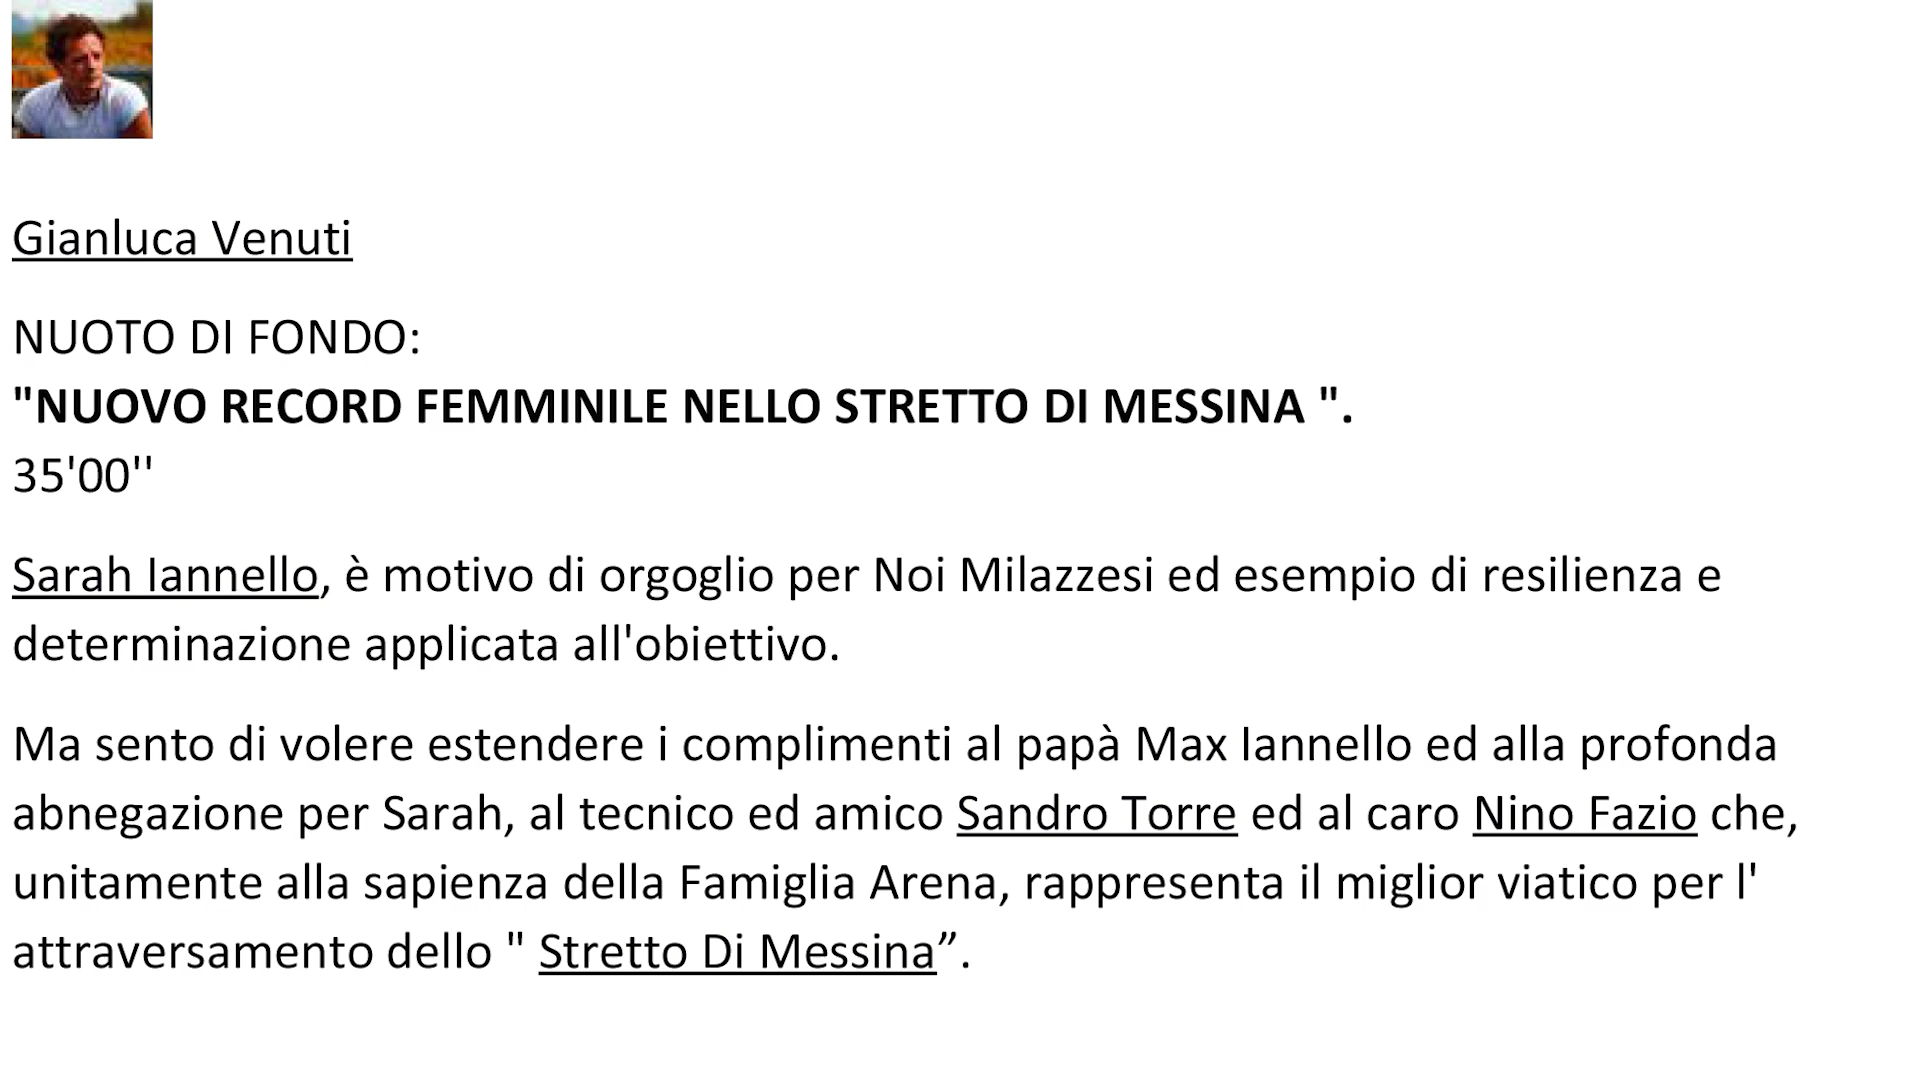 Gianluca Venuti
NUOTO DI FONDO:
"NUOVO RECORD FEMMINILE NELLO STRETTO DI MESSINA ".
35'00''
Sarah Iannello, è motivo di orgoglio per Noi Milazzesi ed esempio di resilienza e
determinazione applicata all'obiettivo.
Ma sento di volere estendere i complimenti al papà Max Iannello ed alla profonda
abnegazione per Sarah, al tecnico ed amico Sandro Torre ed al caro Nino Fazio che,
unitamente alla sapienza della Famiglia Arena, rappresenta il miglior viatico per l'
attraversamento dello " Stretto Di Messina”.